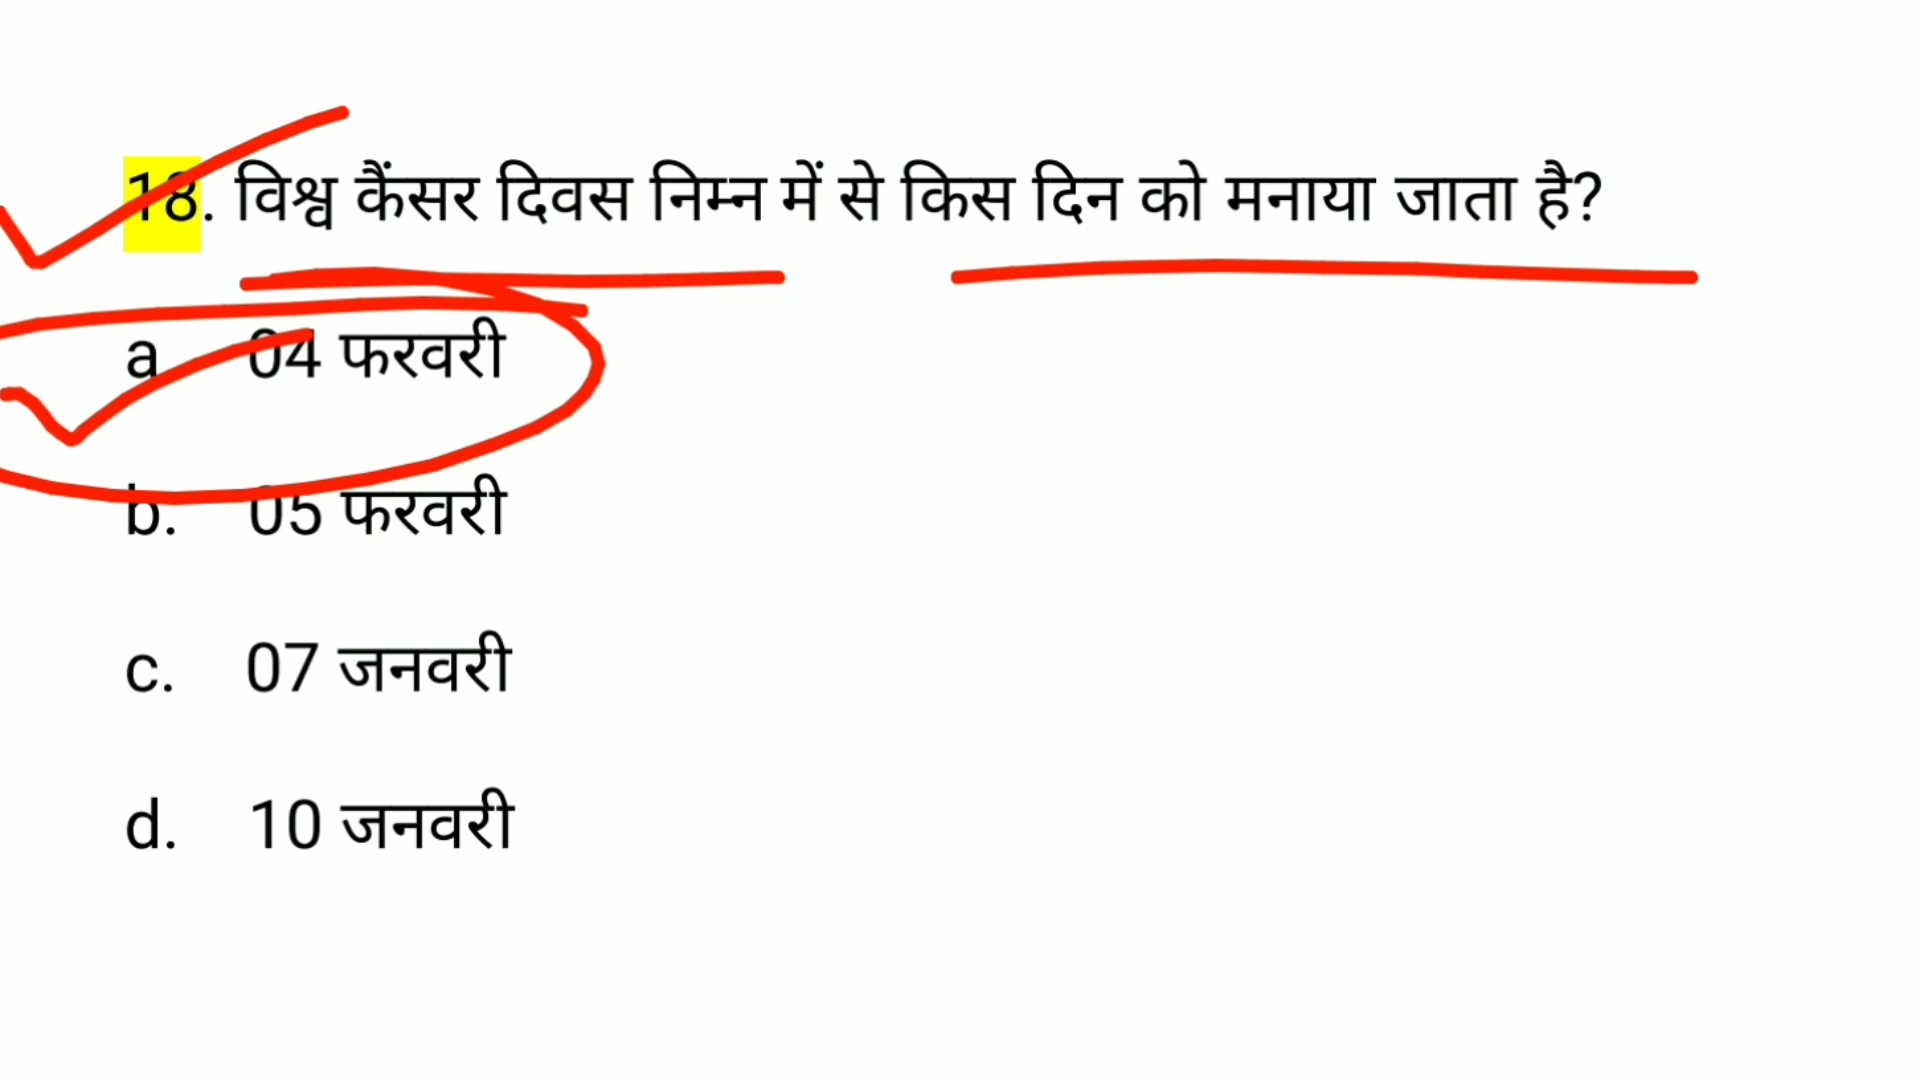 18. विश्व कैंसर दिवस निम्न में से किस दिन को मनाया जाता है?
a 04 फरवरी
b. 05 फरवरी
c. 07 जनवरी
d. 10 जनवरी